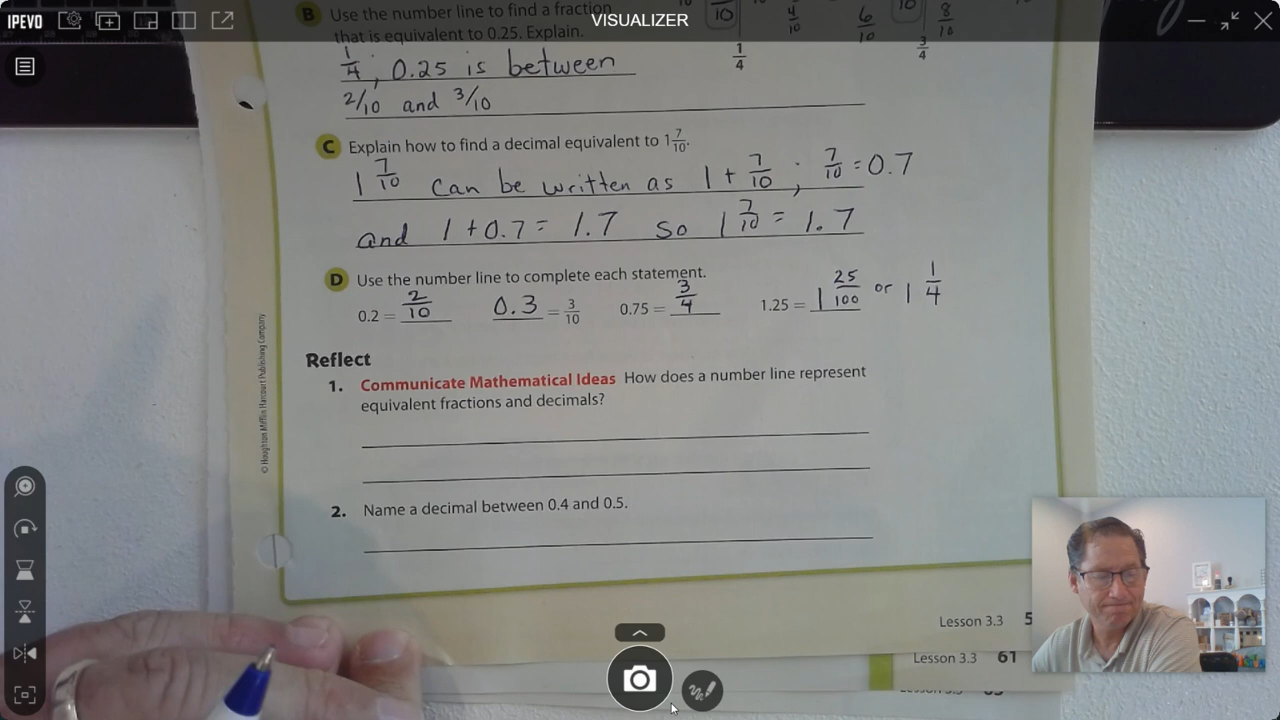 IPEVO
VISUALIZER
B Use the number line to find a fraction
that is equivalent to 0.25. Explain.
1/4 ; 0.25 is between
2/10 and 3/10
10 4/10 6/10 10 8/10
1/4 3/4
C Explain how to find a decimal equivalent to 1 7/10.
1 7/10 can be written as 1 + 7/10 ; 7/10 = 0.7
and 1 + 0.7 = 1.7 so 1 7/10 = 1.7
D Use the number line to complete each statement.
0.2 = 2/10 0.3 = 3/10 0.75 = 3/4 1.25 = 1 25/100 or 1 1/4
© Houghton Mifflin Harcourt Publishing Company
Reflect
1. Communicate Mathematical Ideas How does a number line represent
equivalent fractions and decimals?
2. Name a decimal between 0.4 and 0.5.
Lesson 3.3 5
Lesson 3.3 61